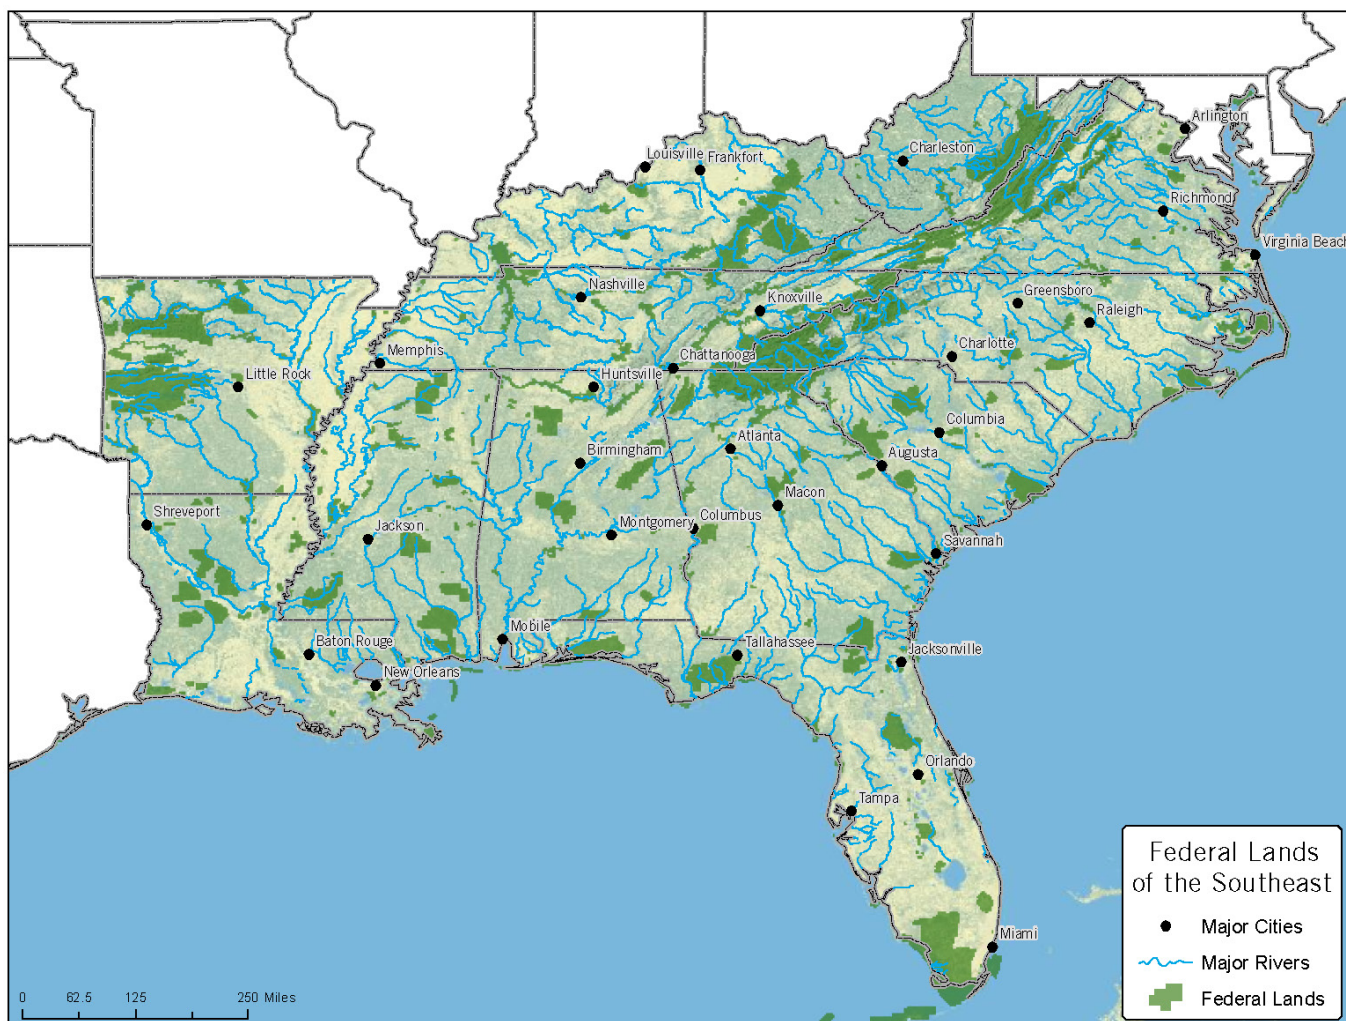 Arlington
Louisville
Frankfort
Charleston
Richmond
Virginia Beach
Nashville
Knoxville
Greensboro
Raleigh
Memphis
Chattanooga
Charlotte
Little Rock
Huntsville
Columbia
Birmingham
Atlanta
Augusta
Macon
Shreveport
Jackson
Montgomery
Columbus
Savannah
Mobile
Baton Rouge
Tallahassee
Jacksonville
New Orleans
Orlando
Tampa
Miami
Federal Lands
of the Southeast
Major Cities
Major Rivers
Federal Lands
0 62.5 125 250 Miles